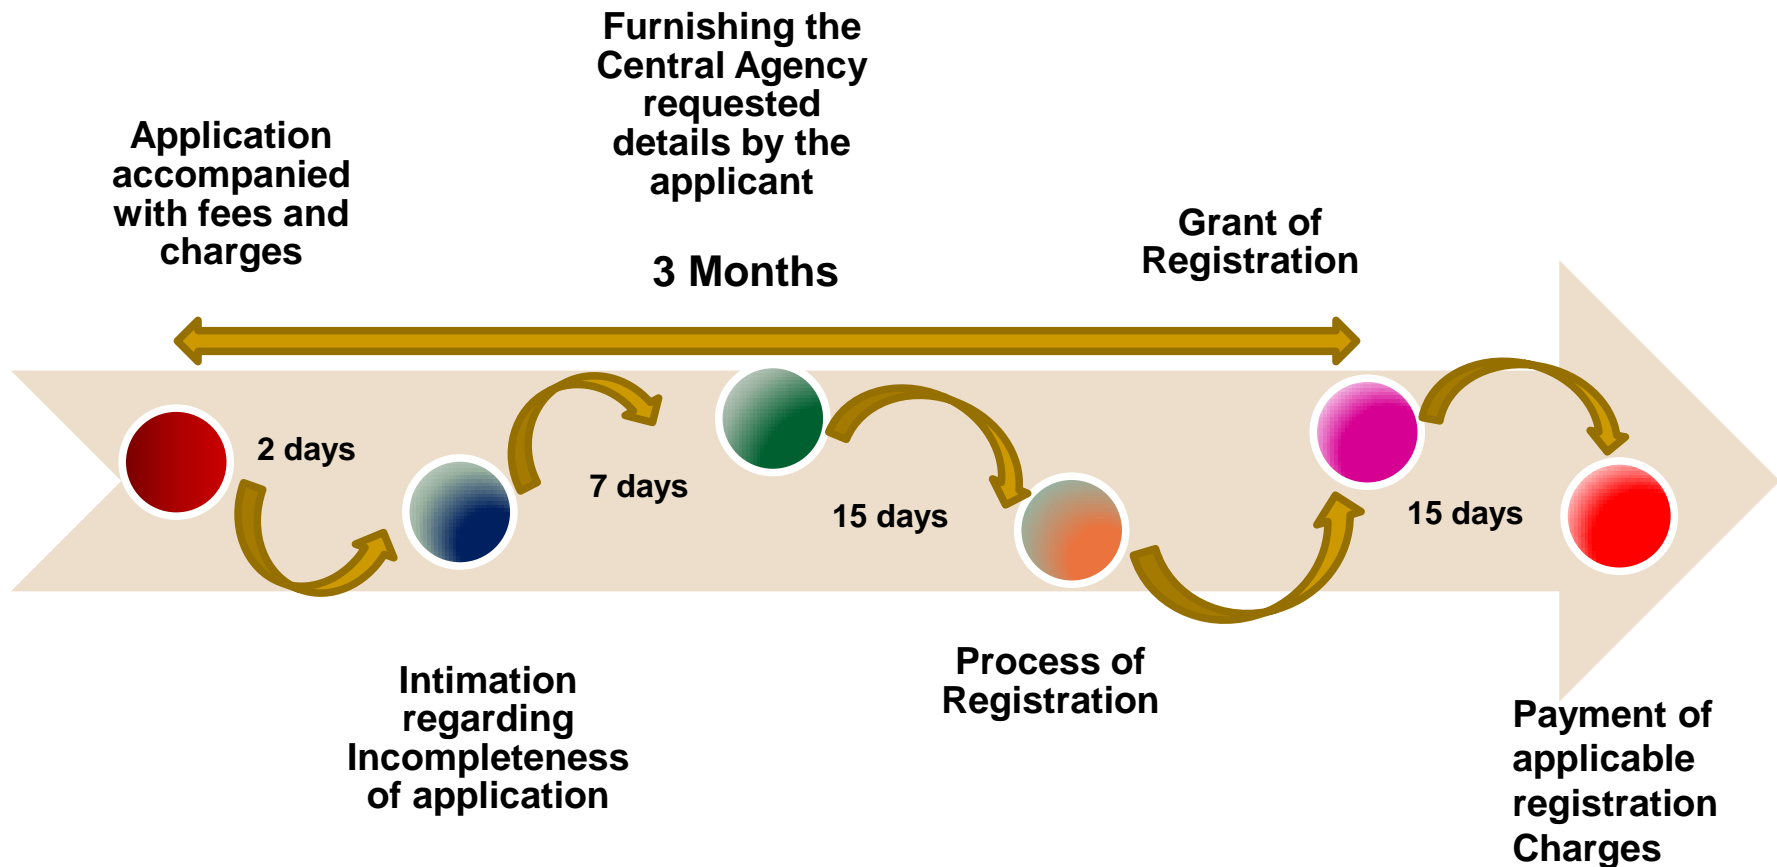 Furnishing the
Central Agency
requested
details by the
applicant
Application
accompanied
with fees and
charges
3 Months
Grant of
Registration
2 days
7 days
15 days
15 days
Intimation
regarding
Incompleteness
of application
Process of
Registration
Payment of
applicable
registration
Charges